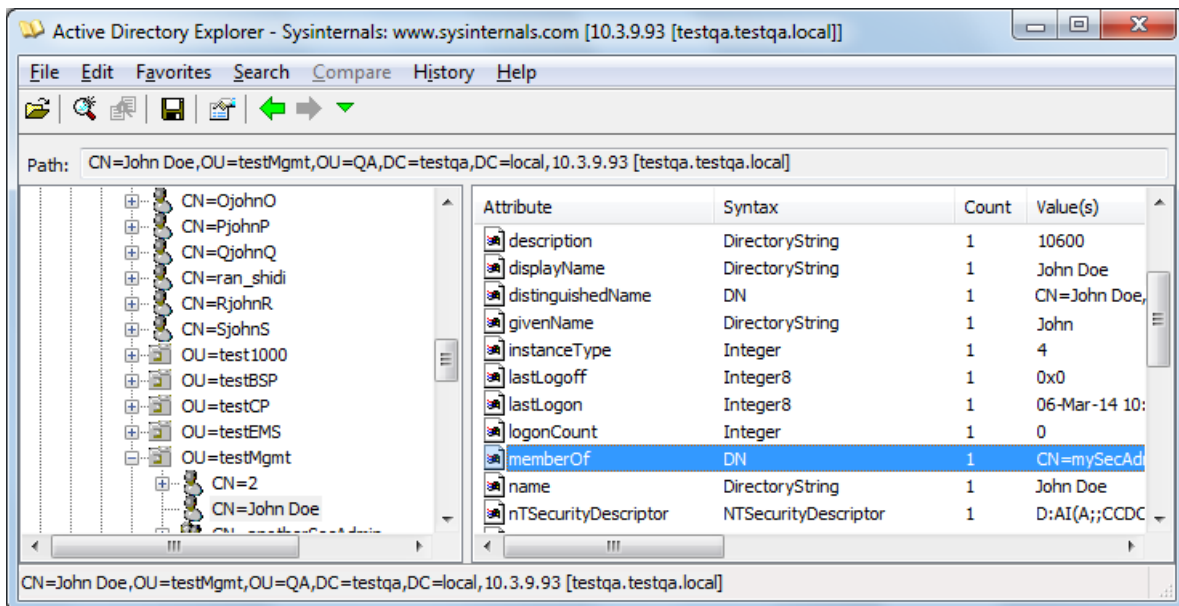 Active Directory Explorer - Sysinternals: www.sysinternals.com [10.3.9.93 [testqa.testqa.local]]
File Edit Favorites Search Compare History Help
Path: CN=John Doe,OU=testMgmt,OU=QA,DC=testqa,DC=local,10.3.9.93 [testqa.testqa.local]
CN=OjohnO
CN=PjohnP
CN=QjohnQ
CN=ran_shidi
CN=RjohnR
CN=SjohnS
OU=test1000
OU=testBSP
OU=testCP
OU=testEMS
OU=testMgmt
CN=2
CN=John Doe
CN=anotherSecAdmin
Attribute Syntax Count Value(s)
description DirectoryString 1 10600
displayName DirectoryString 1 John Doe
distinguishedName DN 1 CN=John Doe,
givenName DirectoryString 1 John
instanceType Integer 1 4
lastLogoff Integer8 1 0x0
lastLogon Integer8 1 06-Mar-14 10:
logonCount Integer 1 0
memberOf DN 1 CN=mySecAd
name DirectoryString 1 John Doe
nTSecurityDescriptor NTSecurityDescriptor 1 D:AI(A;;CCDC
CN=John Doe,OU=testMgmt,OU=QA,DC=testqa,DC=local,10.3.9.93 [testqa.testqa.local]